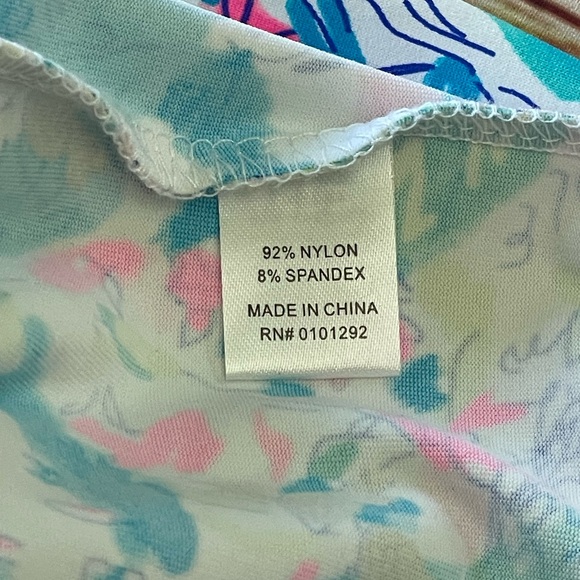 92% NYLON
8% SPANDEX
MADE IN CHINA
RN# 0101292